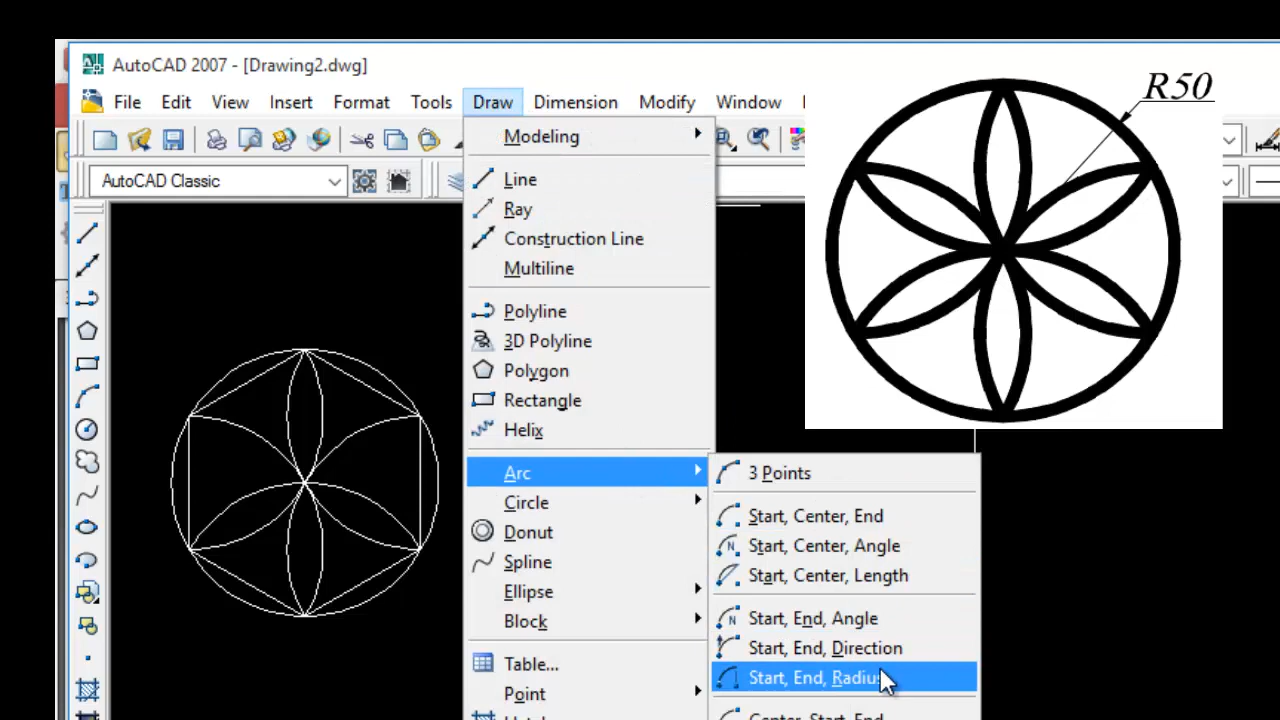 AutoCAD 2007 - [Drawing2.dwg]
File Edit View Insert Format Tools Draw Dimension Modify Window
R50
AutoCAD Classic
Modeling
Line
Ray
Construction Line
Multiline
Polyline
3D Polyline
Polygon
Rectangle
Helix
Arc
Circle
Donut
Spline
Ellipse
Block
Table...
Point
3 Points
Start, Center, End
Start, Center, Angle
Start, Center, Length
Start, End, Angle
Start, End, Direction
Start, End, Radius
Center, Start, End